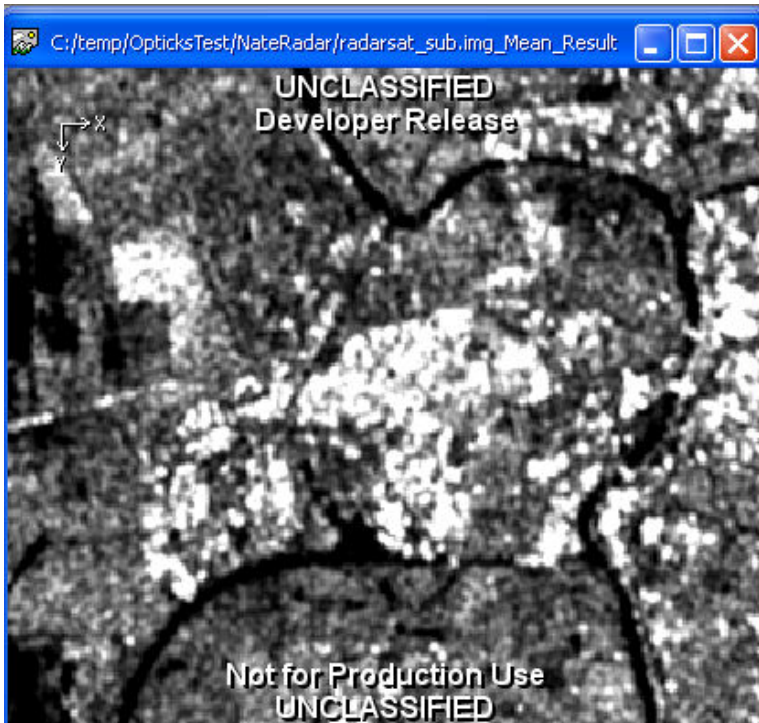 C:/temp/OpticksTest/NateRadar/radarsat_sub.img_Mean_Result
UNCLASSIFIED
Developer Release
X
Y
Not for Production Use
UNCLASSIFIED